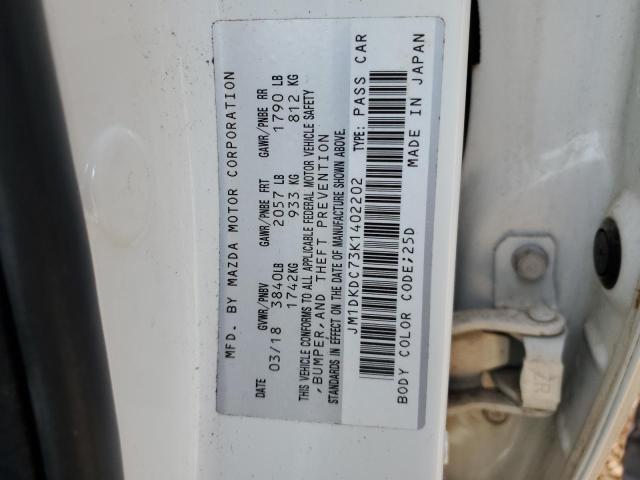 MFD. BY MAZDA MOTOR CORPORATION
DATE GVWR/PNBV GAWR/PNBE FRT GAWR/PNBE RR
03/18 3840LB 2057 LB 1790 LB
1742KG 933 KG 812 KG
THIS VEHICLE CONFORMS TO ALL APPLICABLE FEDERAL MOTOR VEHICLE SAFETY
,BUMPER,AND THEFT PREVENTION
STANDARDS IN EFFECT ON THE DATE OF MANUFACTURE SHOWN ABOVE.
JM1DKDC73K1402202 TYPE: PASS CAR
BODY COLOR CODE;25D MADE IN JAPAN